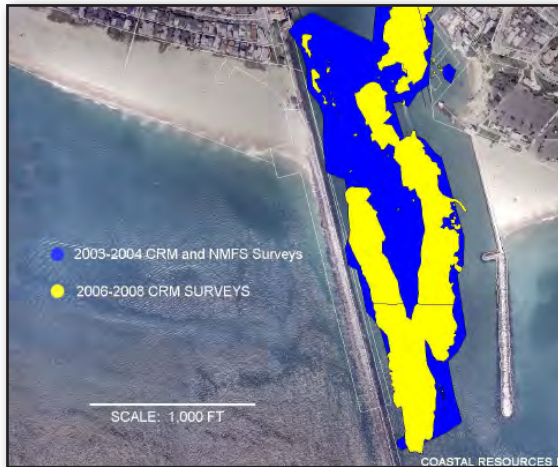 2003-2004 CRM and NMFS Surveys
2006-2008 CRM SURVEYS
SCALE: 1,000 FT
COASTAL RESOURCES